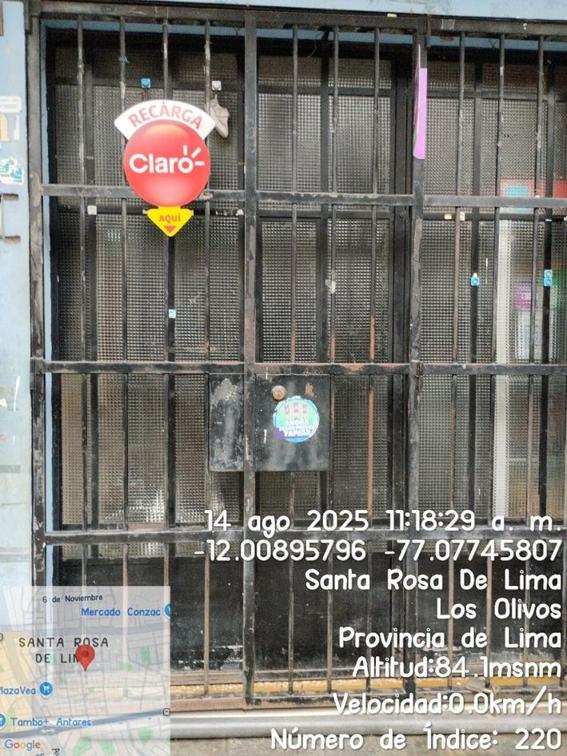 RECARGA
Claro
AQUÍ
14 ago 2025 11:18:29 a. m.
-12.00895796 -77.07745807
Santa Rosa De Lima
Los Olivos
Provincia de Lima
Altitud:84.1msnm
Velocidad:0.0km/h
Número de Índice: 220
6 de Noviembre
Mercado Conzac
SANTA ROSA
DE LIM
PlazaVea
Tambo+ Antares
Google